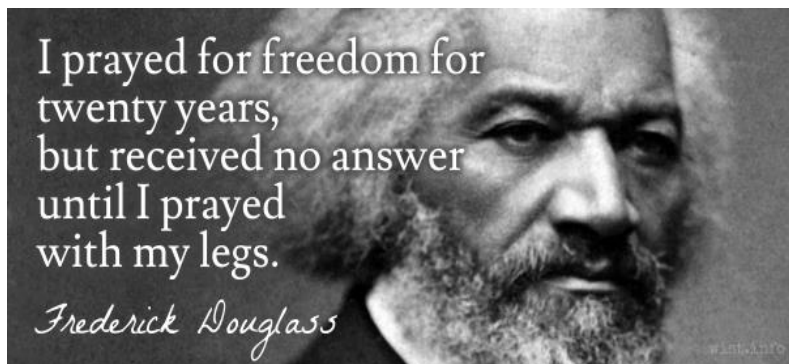 I prayed for freedom for
twenty years,
but received no answer
until I prayed
with my legs.
Frederick Douglass
wist.info